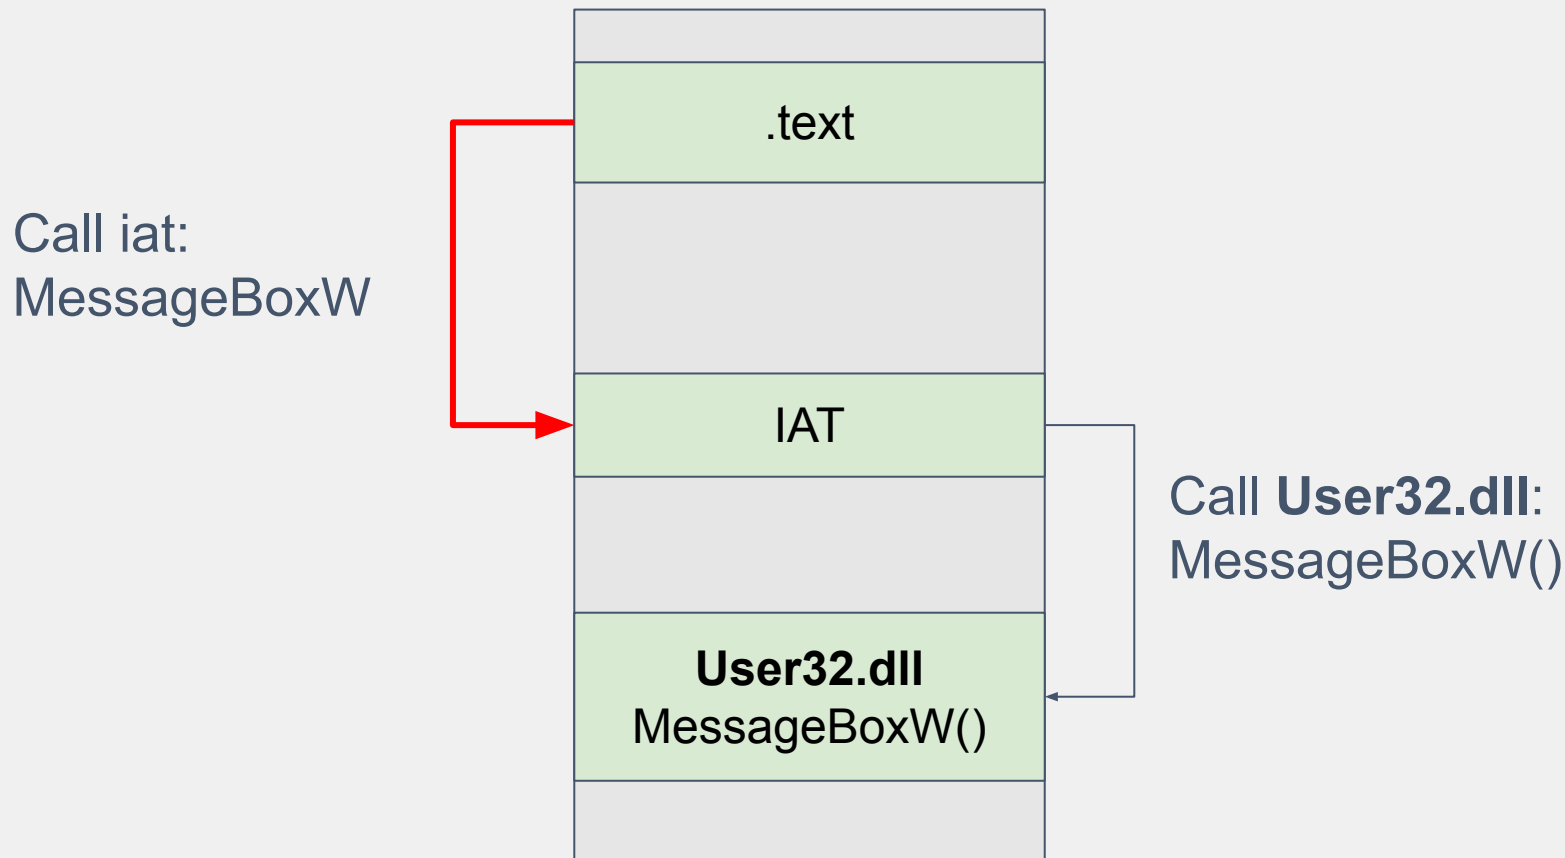 .text
Call iat:
MessageBoxW
IAT
Call User32.dll:
MessageBoxW()
User32.dll
MessageBoxW()